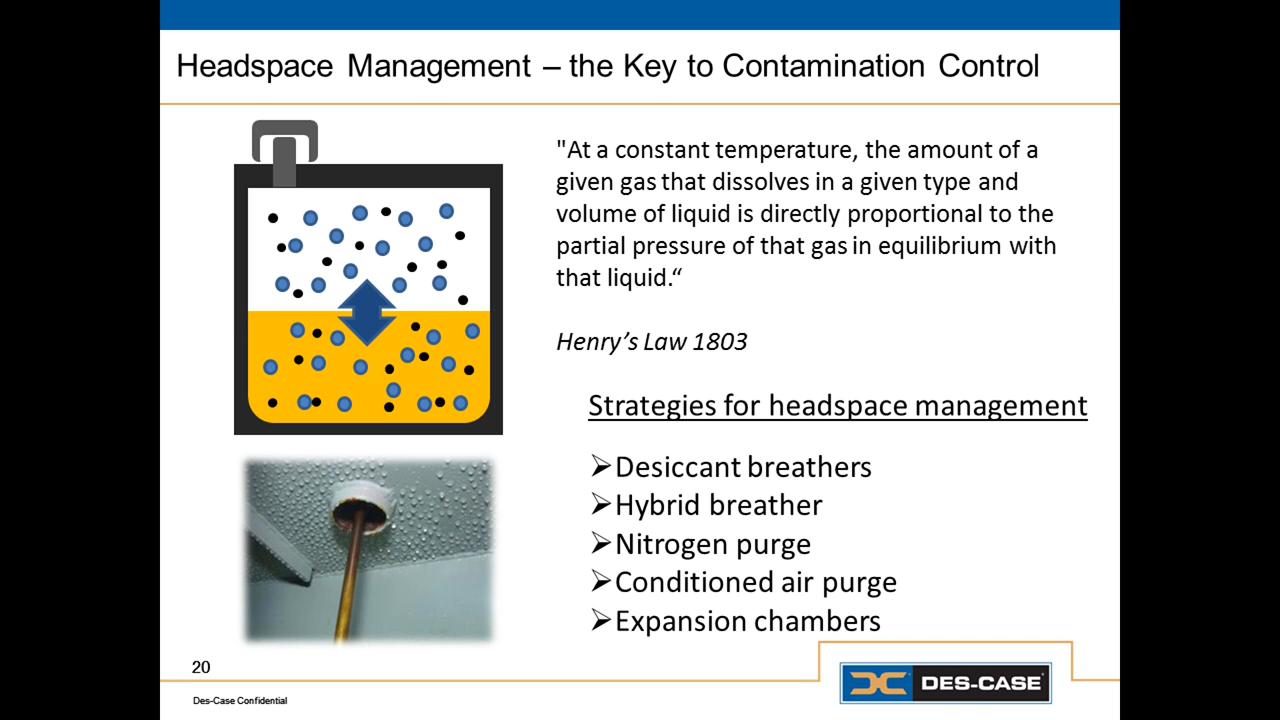 Headspace Management – the Key to Contamination Control
"At a constant temperature, the amount of a
given gas that dissolves in a given type and
volume of liquid is directly proportional to the
partial pressure of that gas in equilibrium with
that liquid.“
Henry’s Law 1803
Strategies for headspace management
➢Desiccant breathers
➢Hybrid breather
➢Nitrogen purge
➢Conditioned air purge
➢Expansion chambers
20
Des-Case Confidential
DES-CASE